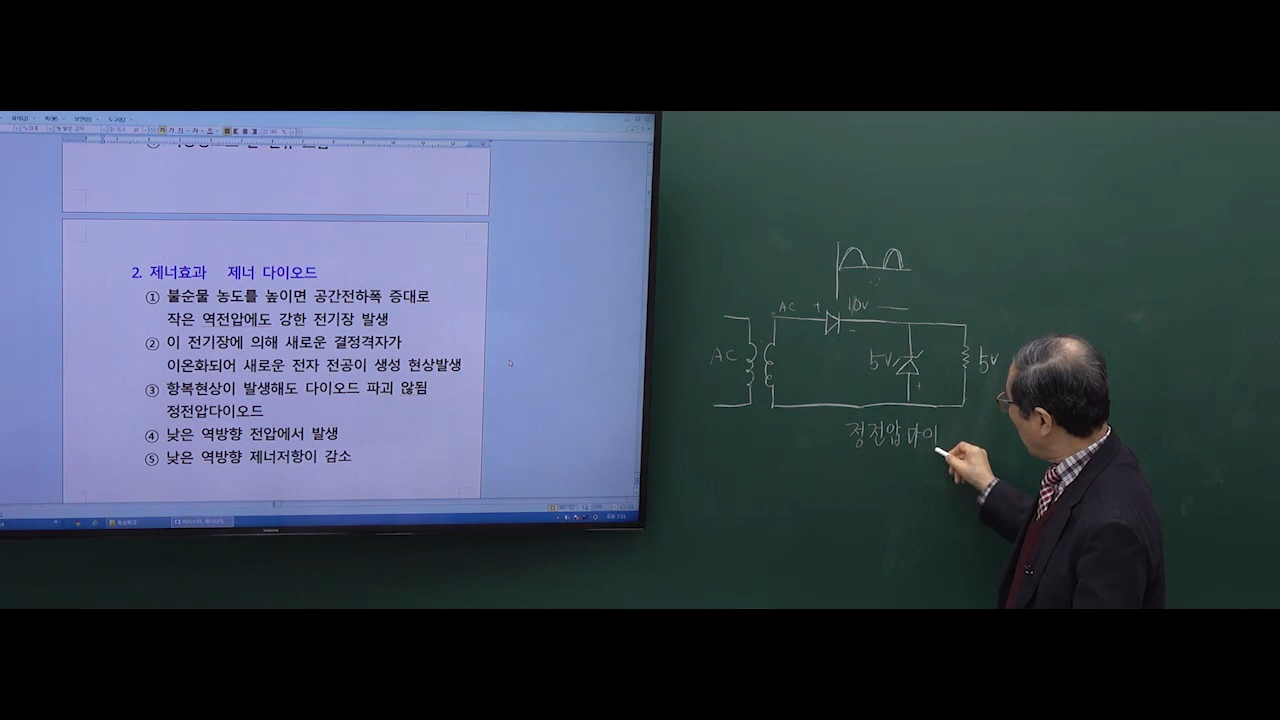 2. 제너효과 제너 다이오드
① 불순물 농도를 높이면 공간전하폭 증대로
작은 역전압에도 강한 전기장 발생
② 이 전기장에 의해 새로운 결정격자가
이온화되어 새로운 전자 전공이 생성 현상발생
③ 항복현상이 발생해도 다이오드 파괴 않됨
정전압다이오드
④ 낮은 역방향 전압에서 발생
⑤ 낮은 역방향 제너저항이 감소
AC
AC
+ 10v
-
5v
+
5v
정전압다이